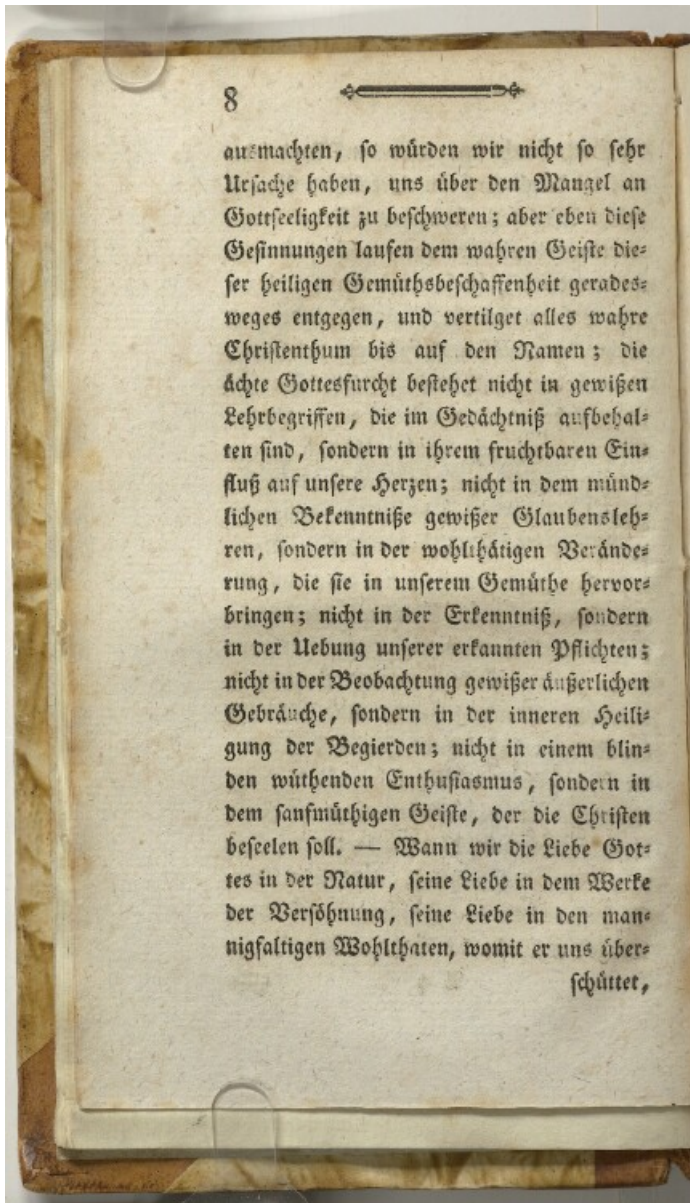 8
ausmachten, so würden wir nicht so sehr
Ursache haben, uns über den Mangel an
Gottseeligkeit zu beschweren; aber eben diese
Gesinnungen laufen dem wahren Geiste die-
ser heiligen Gemüthsbeschaffenheit gerades-
weges entgegen, und vertilget alles wahre
Christenthum bis auf den Namen; die
ächte Gottesfurcht bestehet nicht in gewißen
Lehrbegriffen, die im Gedächtniß aufbehal-
ten sind, sondern in ihrem fruchtbaren Ein-
fluß auf unsere Herzen; nicht in dem münd-
lichen Bekenntniße gewißer Glaubensleh-
ren, sondern in der wohlthätigen Verände-
rung, die sie in unserem Gemüthe hervor-
bringen; nicht in der Erkenntniß, sondern
in der Uebung unserer erkannten Pflichten;
nicht in der Beobachtung gewißer äußerlichen
Gebräuche, sondern in der inneren Heili-
gung der Begierden; nicht in einem blin-
den wüthenden Enthusiasmus, sondern in
dem sanfmüthigen Geiste, der die Christen
beseelen soll. — Wann wir die Liebe Got-
tes in der Natur, seine Liebe in dem Werke
der Versöhnung, seine Liebe in den man-
nigfaltigen Wohlthaten, womit er uns über-
schüttet,